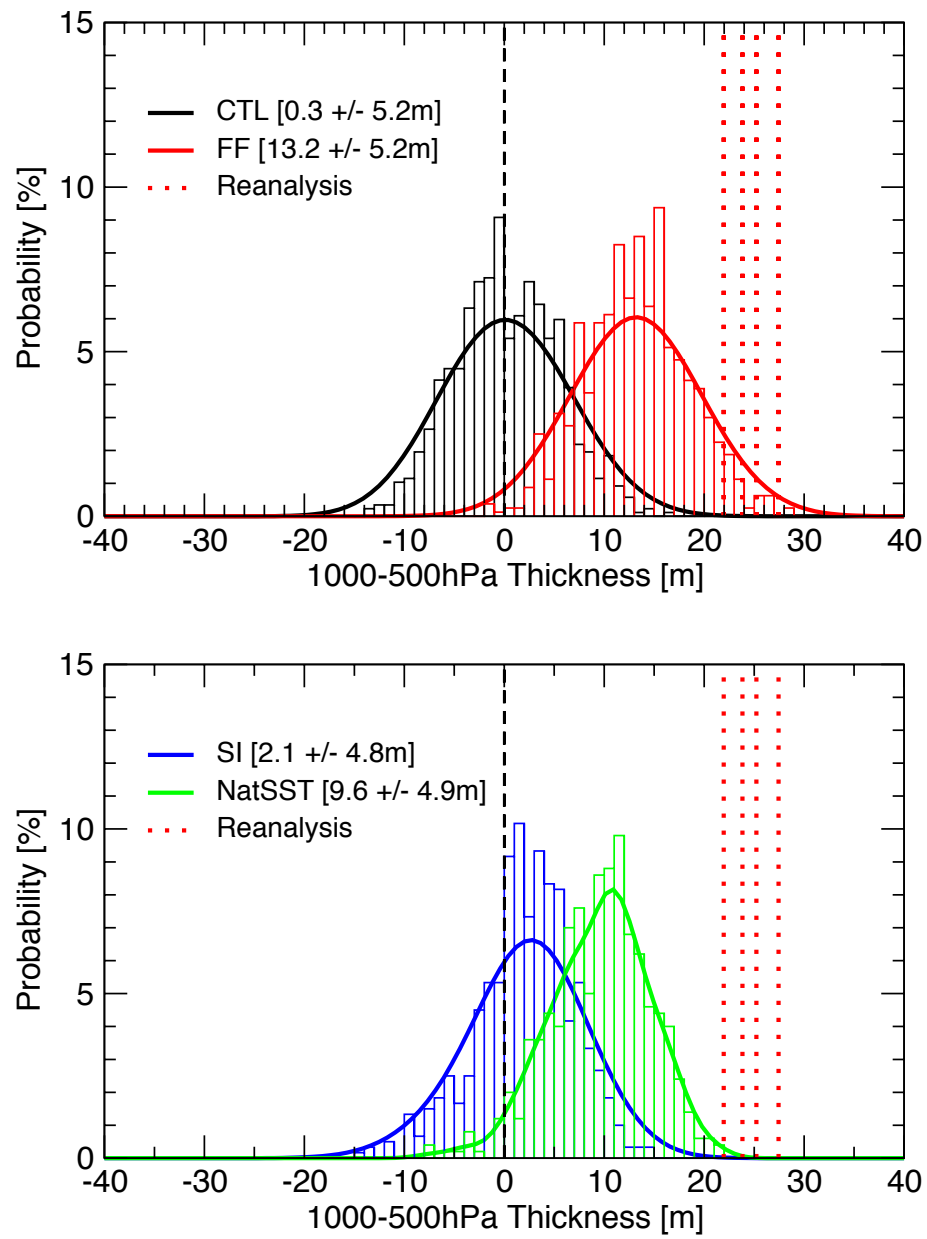 15
10
5
0
Probability [%]
CTL [0.3 +/- 5.2m]
FF [13.2 +/- 5.2m]
Reanalysis
-40 -30 -20 -10 0 10 20 30 40
1000-500hPa Thickness [m]
15
10
5
0
Probability [%]
SI [2.1 +/- 4.8m]
NatSST [9.6 +/- 4.9m]
Reanalysis
-40 -30 -20 -10 0 10 20 30 40
1000-500hPa Thickness [m]